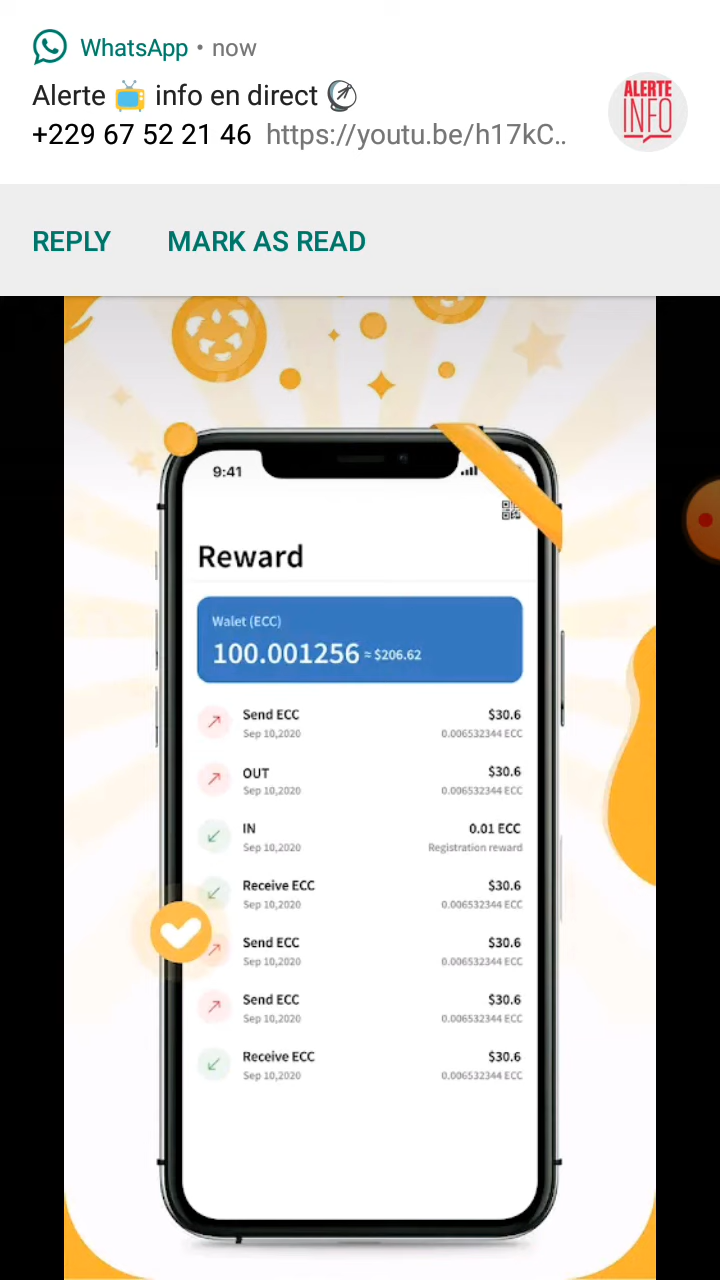 WhatsApp • now
Alerte 📺 info en direct 📡
+229 67 52 21 46 https://youtu.be/h17kC..
ALERTE
INFO
REPLY MARK AS READ
9:41
Reward
Walet (ECC)
100.001256 ≈ $206.62
Send ECC $30.6
Sep 10,2020 0.006532344 ECC
OUT $30.6
Sep 10,2020 0.006532344 ECC
IN 0.01 ECC
Sep 10,2020 Registration reward
Receive ECC $30.6
Sep 10,2020 0.006532344 ECC
Send ECC $30.6
Sep 10,2020 0.006532344 ECC
Send ECC $30.6
Sep 10,2020 0.006532344 ECC
Receive ECC $30.6
Sep 10,2020 0.006532344 ECC